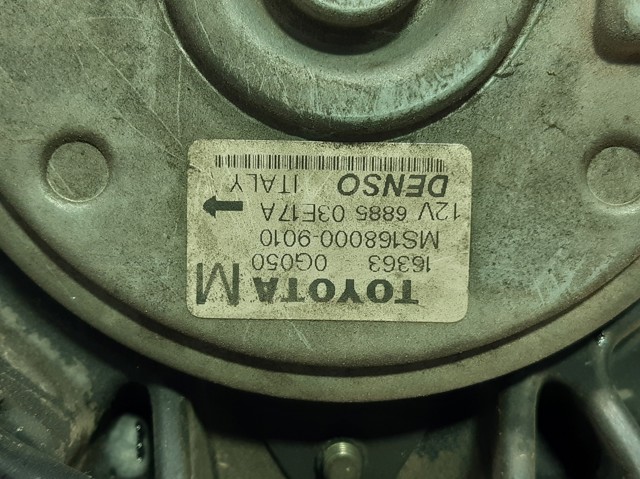 TOYOTA M
16363 0G050
MS168000-9010
12V 6885 03E17A
DENSO ITALY